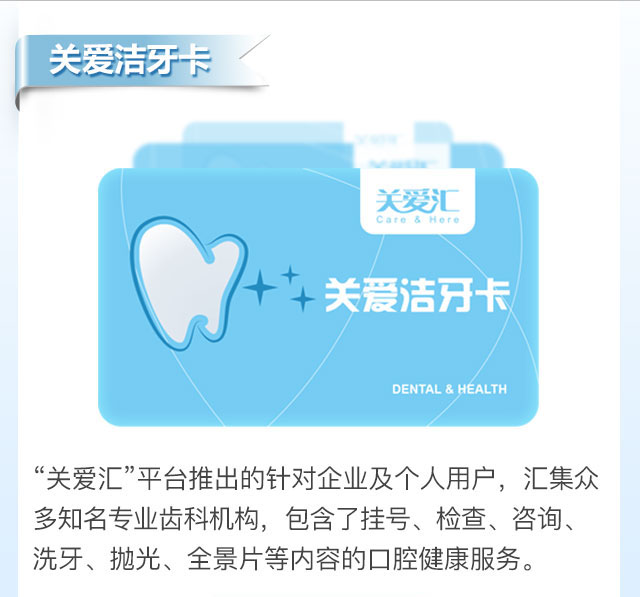 关爱洁牙卡
关爱汇
Care & Here
关爱洁牙卡
DENTAL & HEALTH
“关爱汇”平台推出的针对企业及个人用户，汇集众
多知名专业齿科机构，包含了挂号、检查、咨询、
洗牙、抛光、全景片等内容的口腔健康服务。